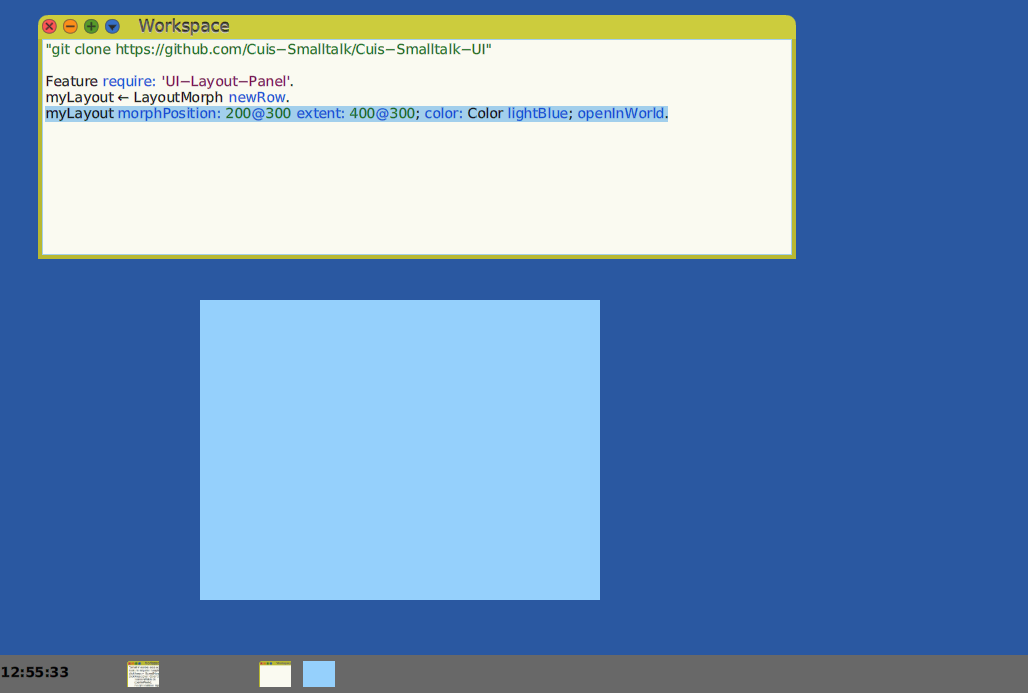 Workspace
"git clone https://github.com/Cuis-Smalltalk/Cuis-Smalltalk-UI"
Feature require: 'UI-Layout-Panel'.
myLayout ← LayoutMorph newRow.
myLayout morphPosition: 200@300 extent: 400@300; color: Color lightBlue; openInWorld.
12:55:33